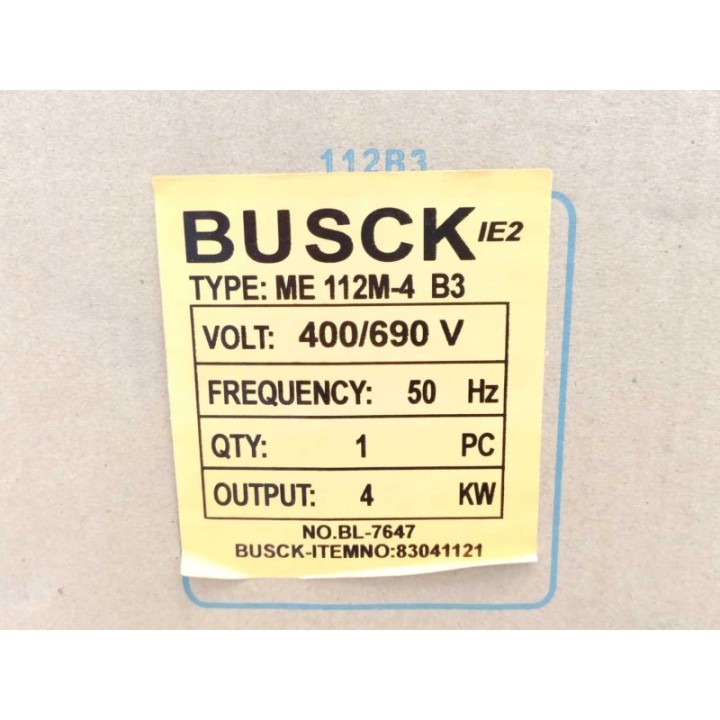 112B3
BUSCK IE2
TYPE: ME 112M-4 B3
VOLT: 400/690 V
FREQUENCY: 50 Hz
QTY: 1 PC
OUTPUT: 4 KW
NO.BL-7647
BUSCK-ITEMNO:83041121